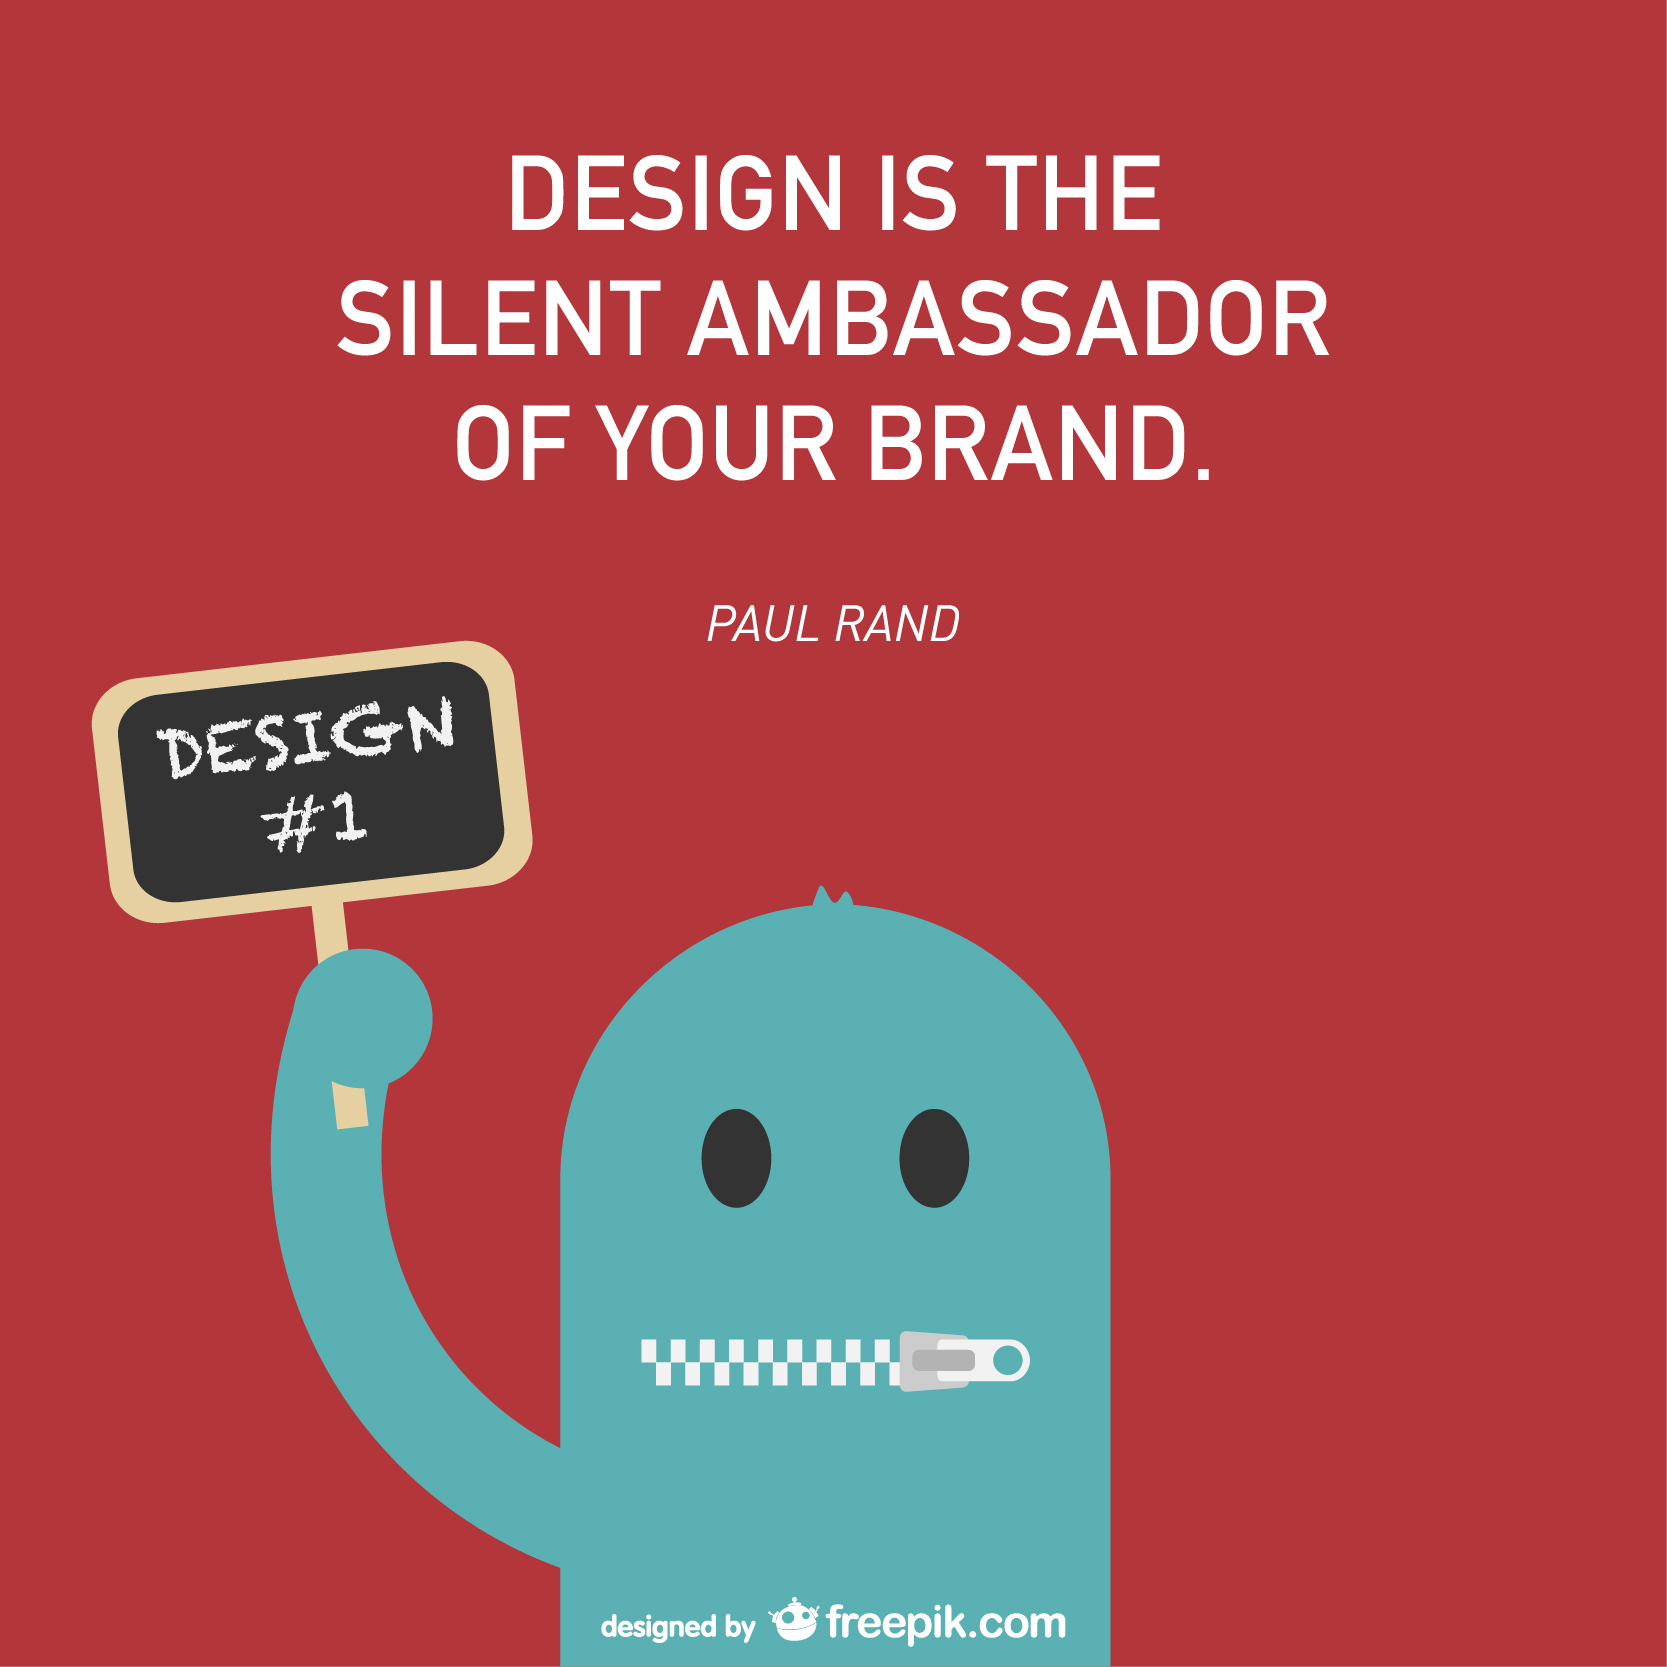 DESIGN IS THE
SILENT AMBASSADOR
OF YOUR BRAND.
PAUL RAND
DESIGN
#1
designed by freepik.com